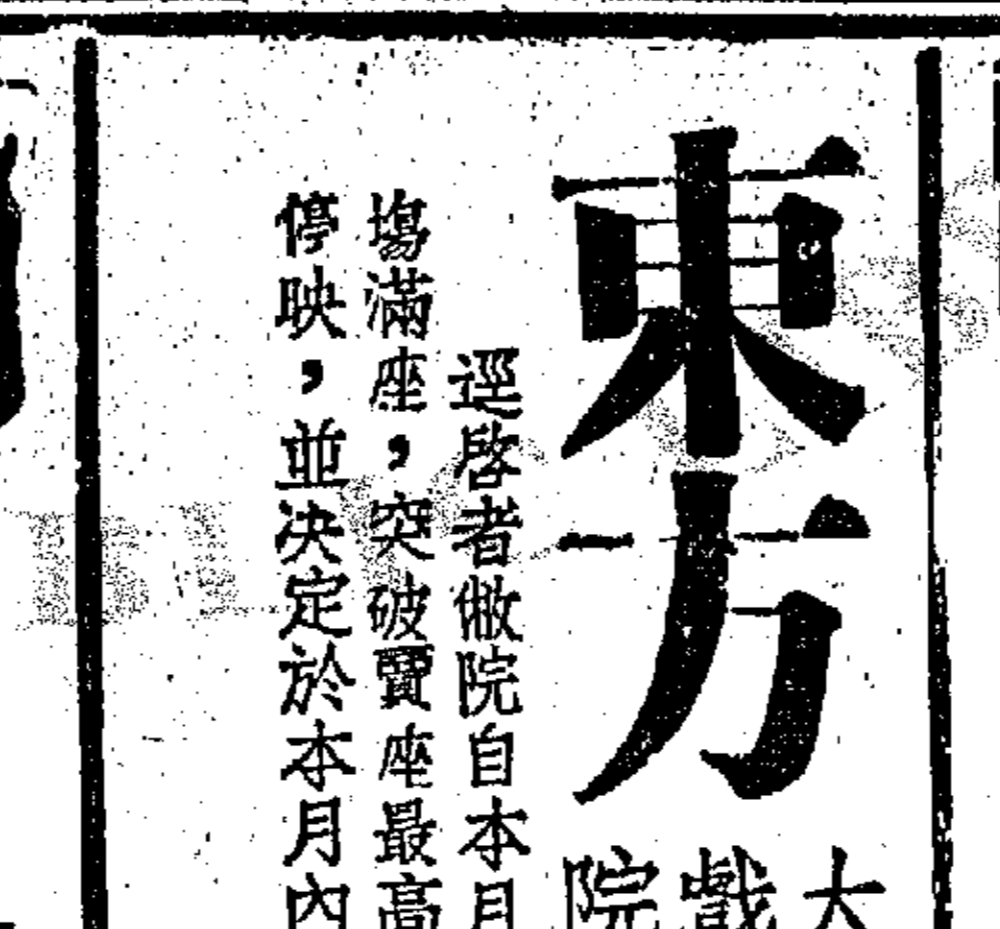 東方
大戲院
逕啓者敝院自本月
塲滿座，突破賣座最高
停映，並決定於本月內